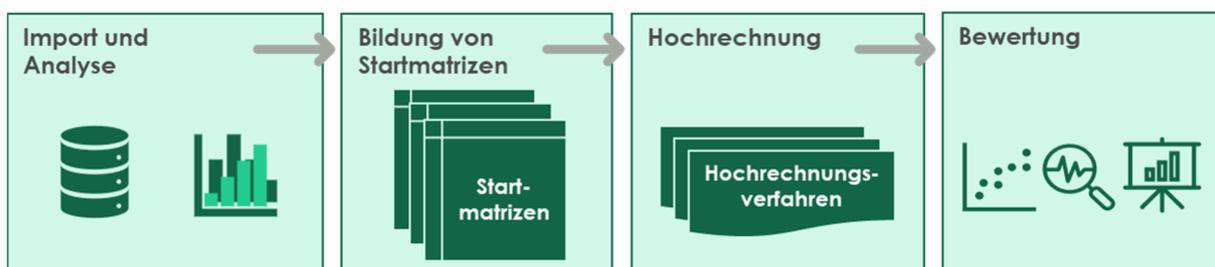 Import und
Analyse
Bildung von
Startmatrizen
Start-
matrizen
Hochrechnung
Hochrechnungs-
verfahren
Bewertung